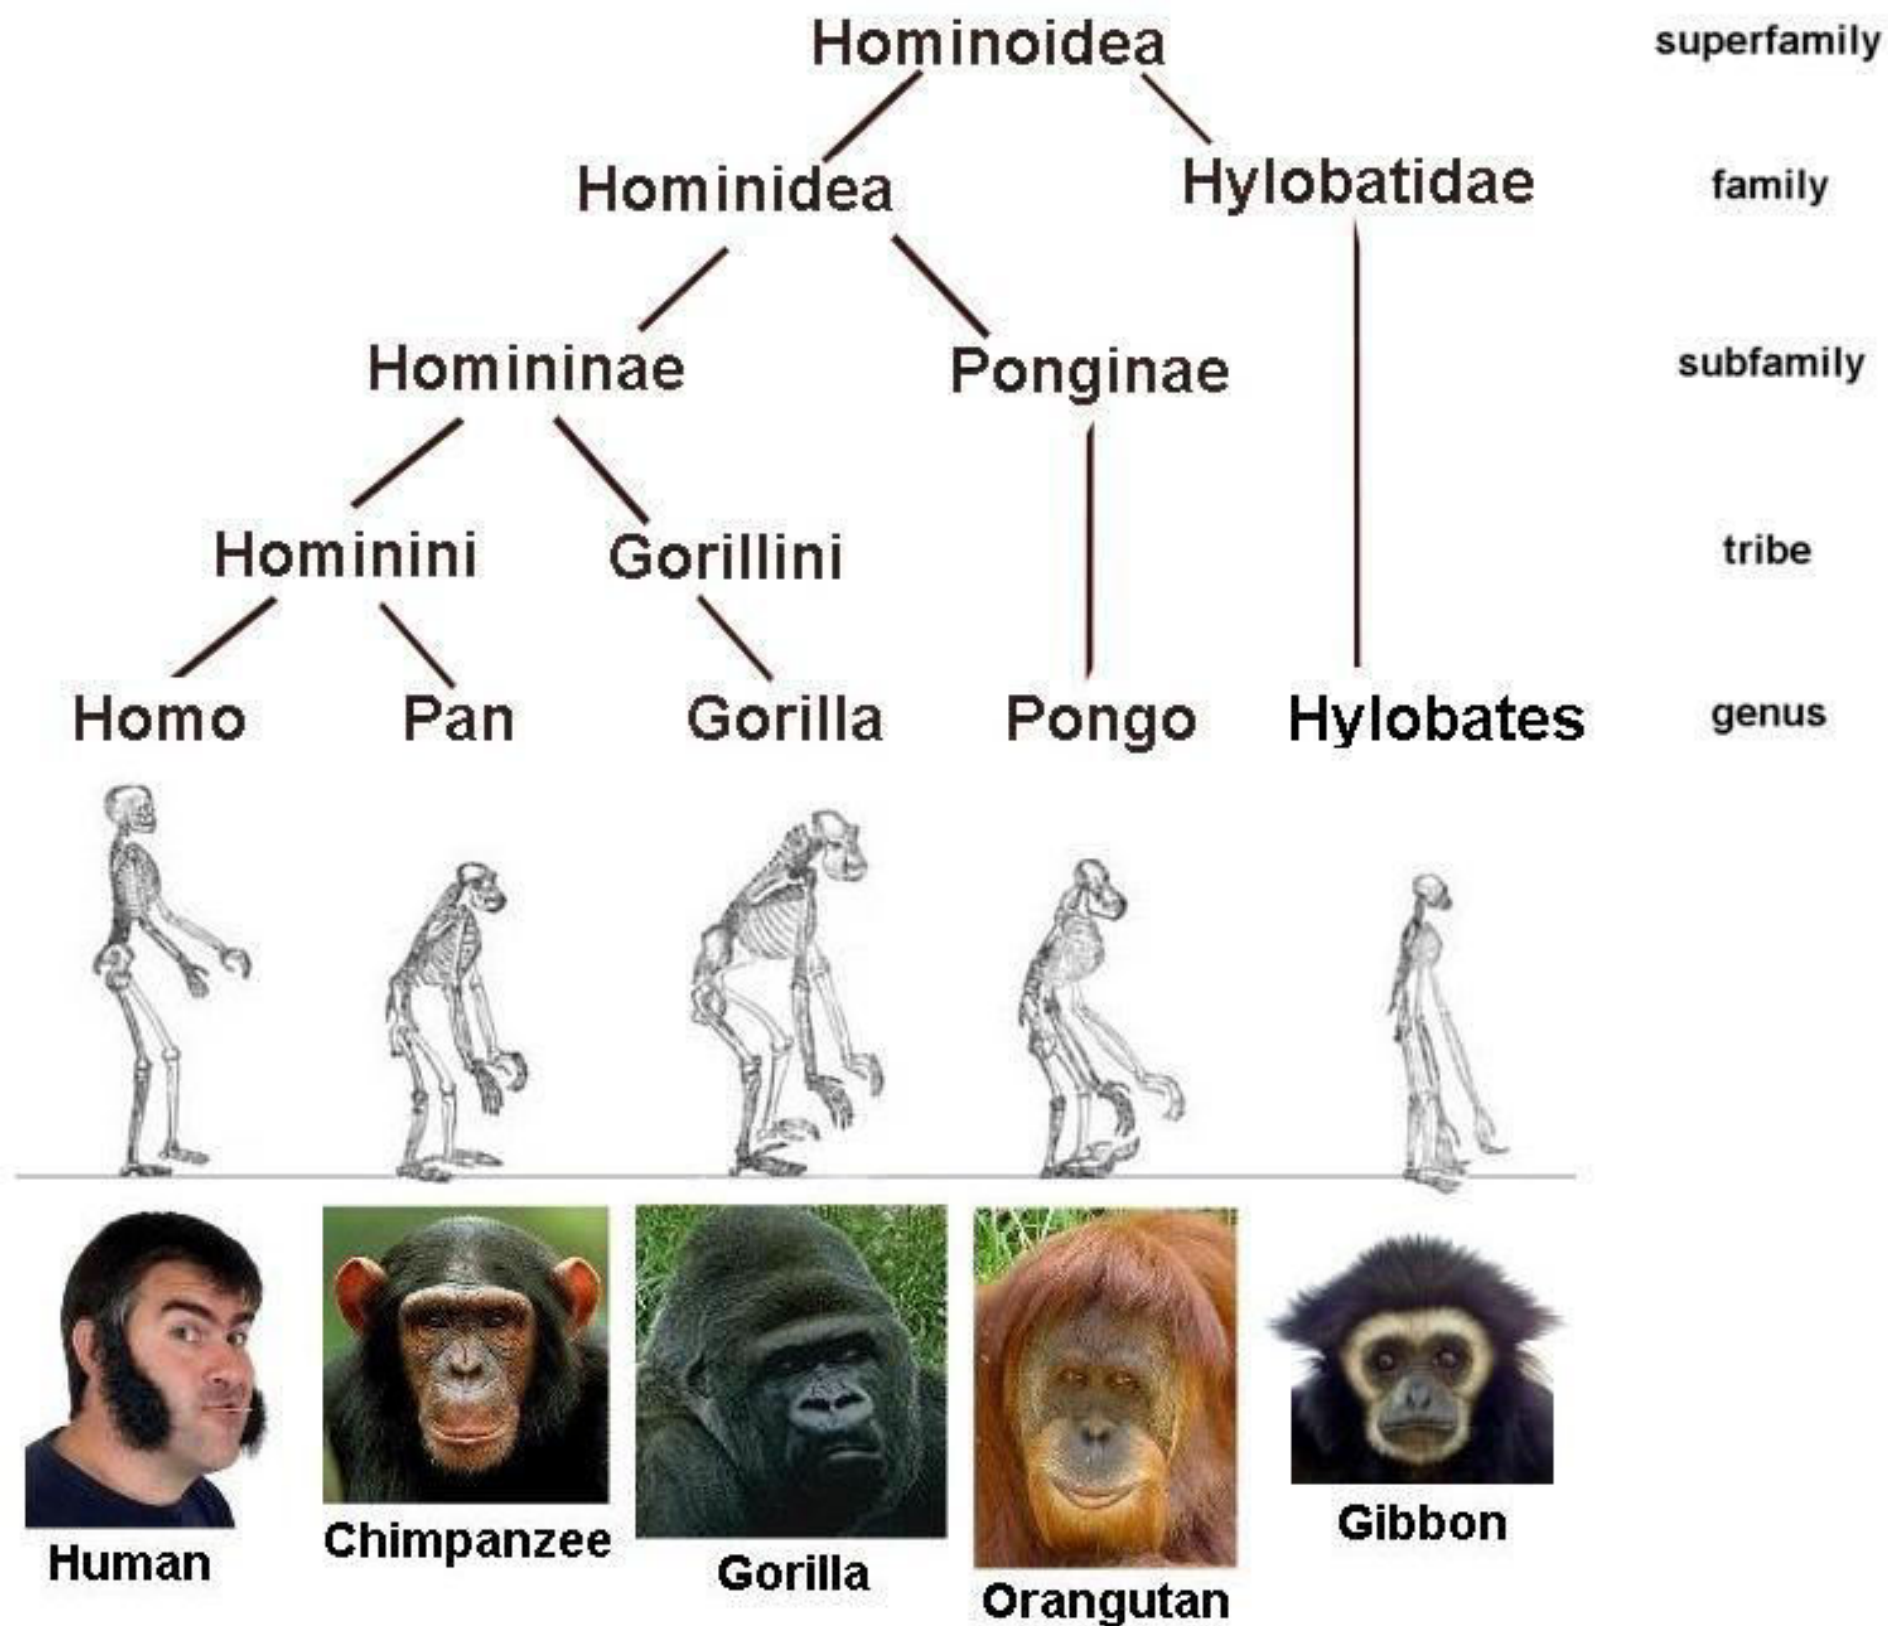 Hominoidea superfamily
Hominidea Hylobatidae family
Homininae Ponginae subfamily
Hominini Gorillini tribe
Homo Pan Gorilla Pongo Hylobates genus
Human Chimpanzee Gorilla Orangutan Gibbon